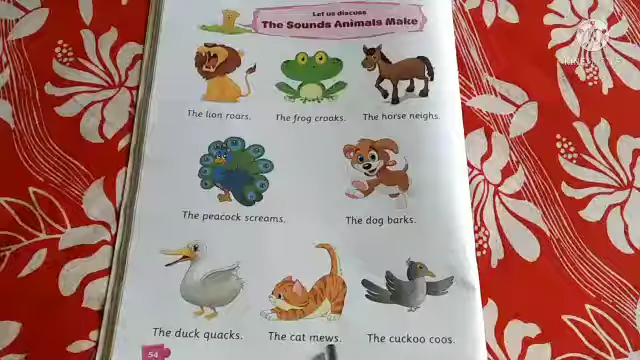 Let us discuss
The Sounds Animals Make
The lion roars. The frog croaks. The horse neighs.
The peacock screams. The dog barks.
The duck quacks. The cat mews. The cuckoo coos.
54